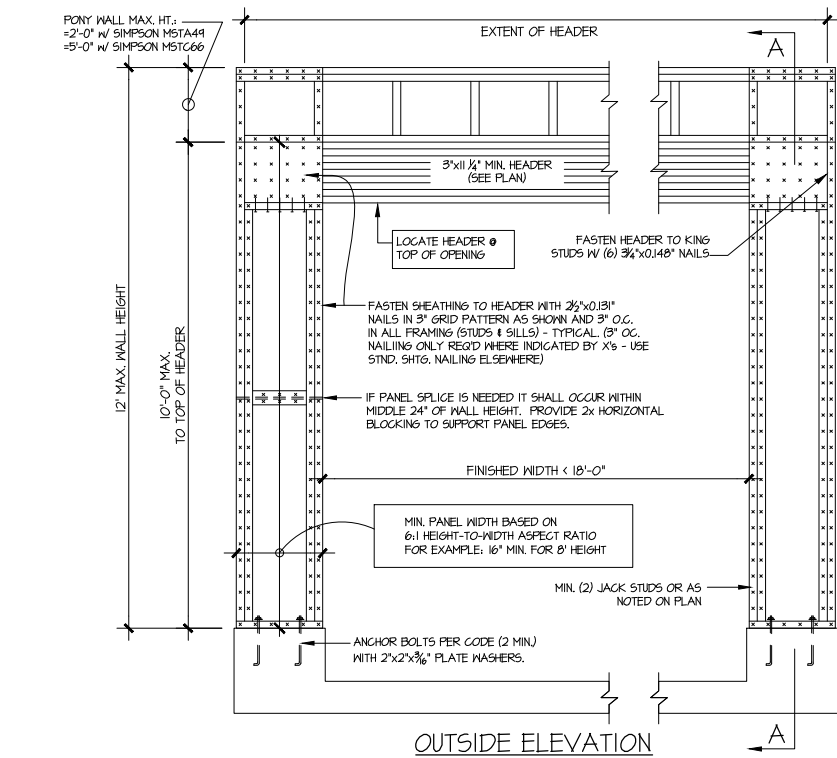 PONY WALL MAX. HT.:
=2'-0" W/ SIMPSON MSTA49
=5'-0" W/ SIMPSON MSTC66
EXTENT OF HEADER
A
3"x11 1/4" MIN. HEADER
(SEE PLAN)
LOCATE HEADER @
TOP OF OPENING
FASTEN HEADER TO KING
STUDS W/ (6) 3¼"x0.148" NAILS
FASTEN SHEATHING TO HEADER WITH 2½"x0.131"
NAILS IN 3" GRID PATTERN AS SHOWN AND 3" O.C.
IN ALL FRAMING (STUDS & SILLS) - TYPICAL. (3" OC.
NAILIING ONLY REQ'D WHERE INDICATED BY X's - USE
STND. SHTG. NAILING ELSEWHERE)
12' MAX. WALL HEIGHT
10'-0" MAX.
TO TOP OF HEADER
IF PANEL SPLICE IS NEEDED IT SHALL OCCUR WITHIN
MIDDLE 24" OF WALL HEIGHT. PROVIDE 2x HORIZONTAL
BLOCKING TO SUPPORT PANEL EDGES.
FINISHED WIDTH < 18'-0"
MIN. PANEL WIDTH BASED ON
6:1 HEIGHT-TO-WIDTH ASPECT RATIO
FOR EXAMPLE: 16" MIN. FOR 8' HEIGHT
MIN. (2) JACK STUDS OR AS
NOTED ON PLAN
ANCHOR BOLTS PER CODE (2 MIN.)
WITH 2"x2"x3/16" PLATE WASHERS.
OUTSIDE ELEVATION
A